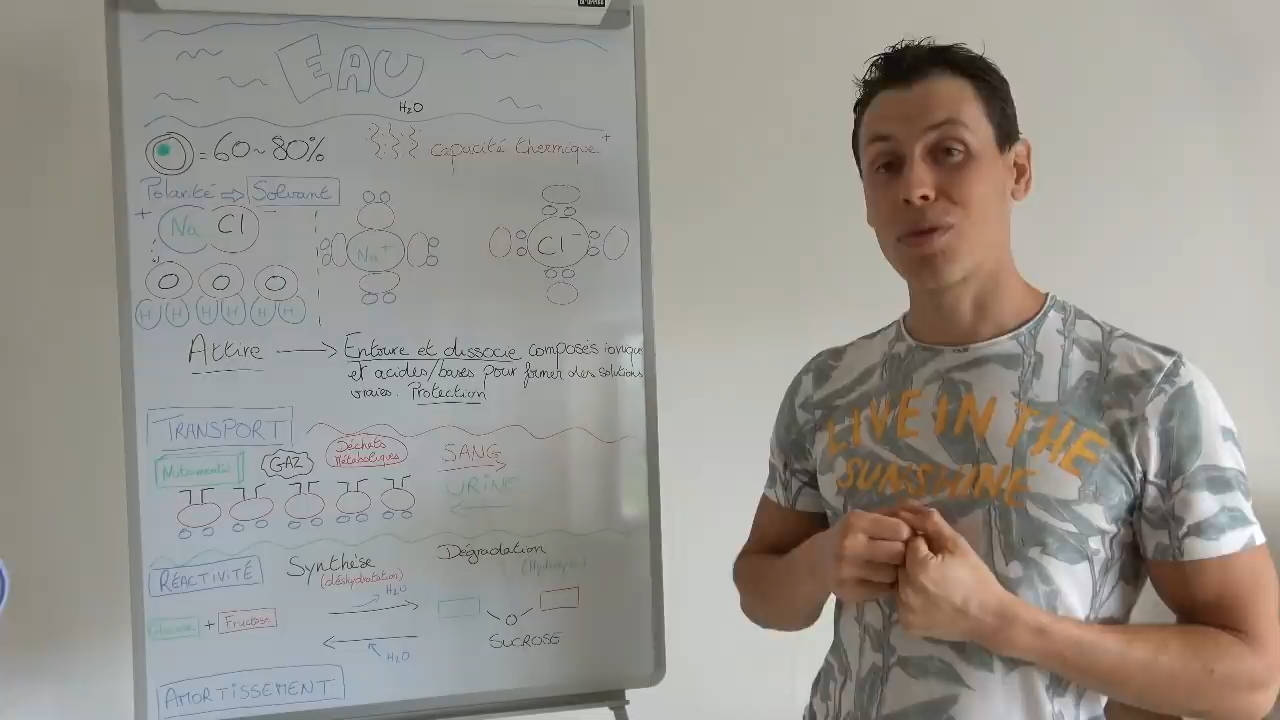 EAU
H₂O
= 60 ~ 80%
capacité thermique +
Polarité ⇒ Solvant
+ -
Na Cl
Na+
Cl-
O O O
H H H H H H
Attire → Entoure et dissocie composés ioniques
et acides/bases pour former des solutions
vraies. Protection
TRANSPORT
Nutriments
GAZ
Déchets
Métaboliques
SANG
URINE
RÉACTIVITÉ
Synthèse
(déshydratation)
Dégradation
(Hydrolyse)
H₂O
Glucose + Fructose
O
SUCROSE
H₂O
AMORTISSEMENT
LIVE IN THE
SUNSHINE